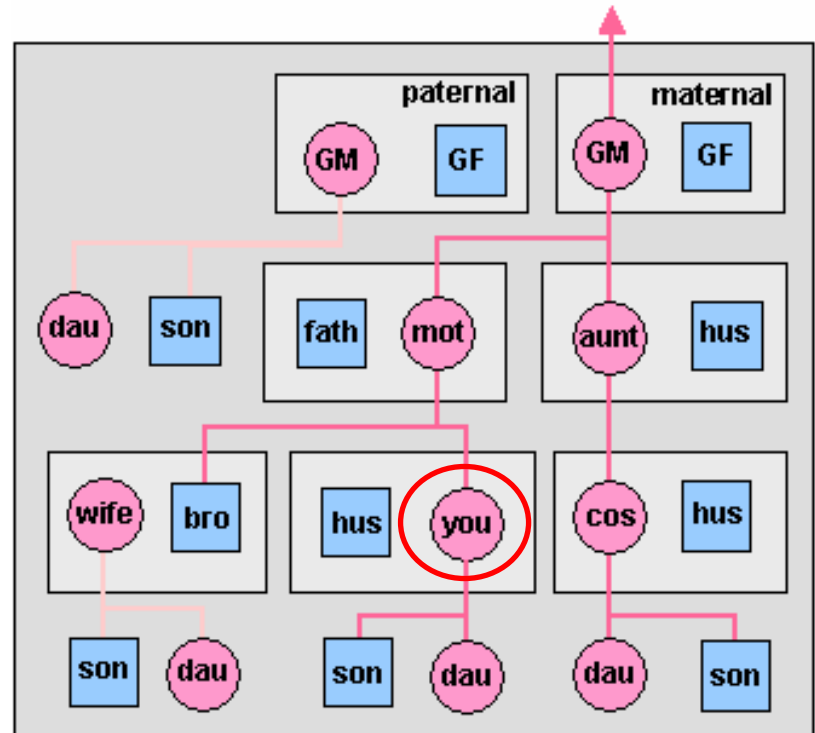 paternal
maternal
GM GF GM GF
dau son fath mot aunt hus
wife bro hus you cos hus
son dau son dau dau son